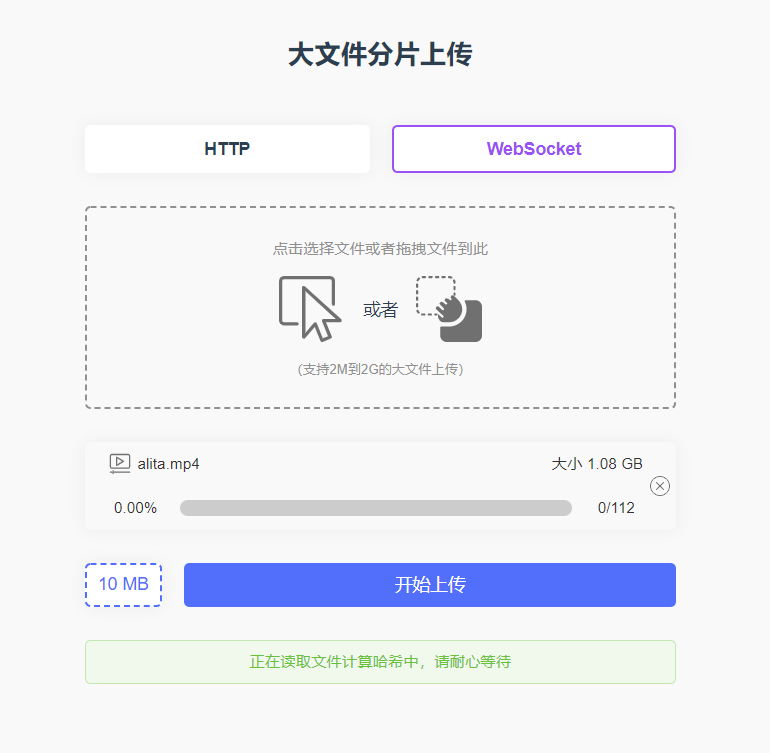 大文件分片上传
HTTP
WebSocket
点击选择文件或者拖拽文件到此
或者
(支持2M到2G的大文件上传)
alita.mp4
大小 1.08 GB
0.00%
0/112
10 MB
开始上传
正在读取文件计算哈希中，请耐心等待